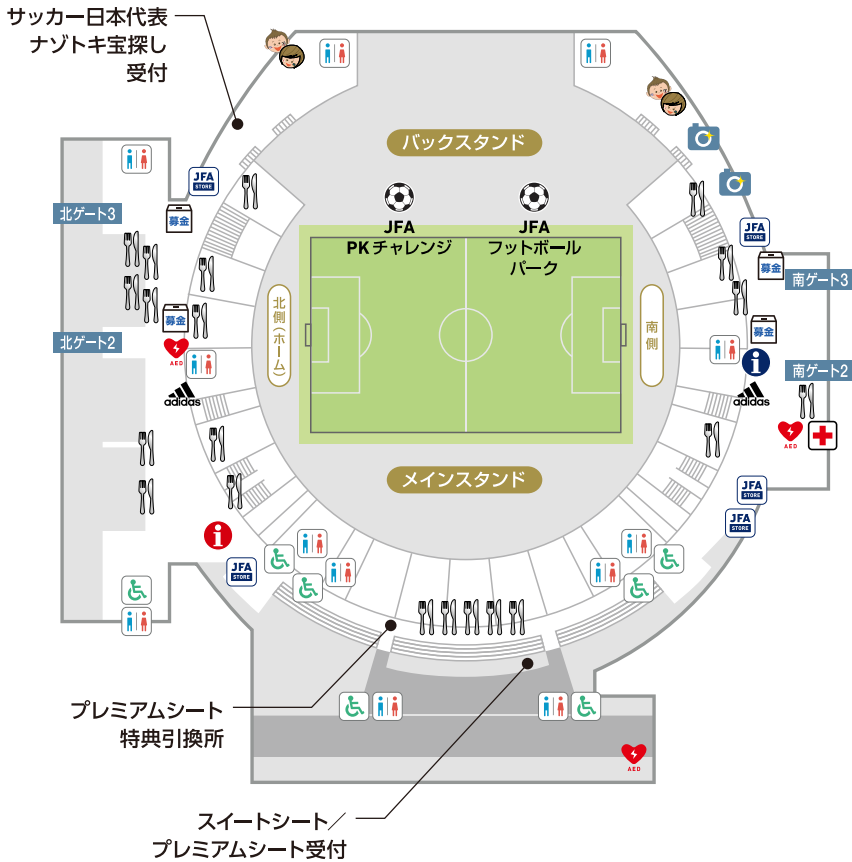 サッカー日本代表
ナゾトキ宝探し
受付
バックスタンド
JFA
STORE
北ゲート3
募金
JFA
PKチャレンジ
JFA
フットボール
パーク
JFA
STORE
募金
南ゲート3
北側(ホーム)
南側
募金
募金
北ゲート2
AED
adidas
i
南ゲート2
adidas
AED
メインスタンド
JFA
STORE
JFA
STORE
i
JFA
STORE
プレミアムシート
特典引換所
AED
スイートシート／
プレミアムシート受付